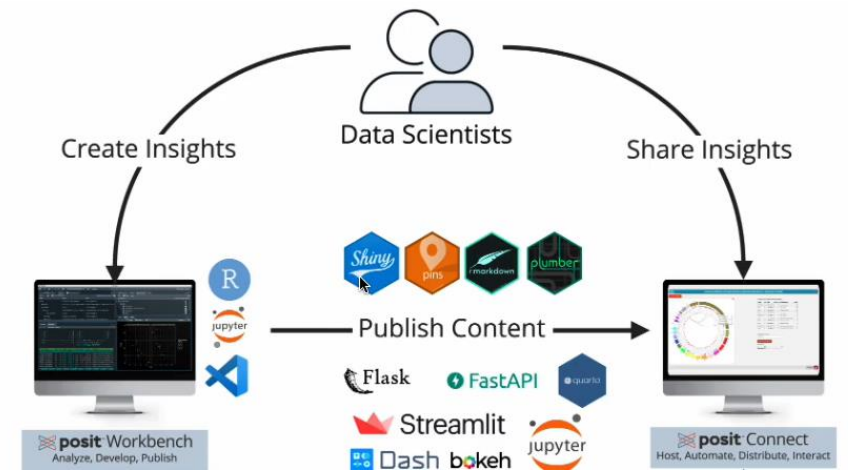 Data Scientists
Create Insights
Share Insights
Shiny
pins
rmarkdown
plumber
R
jupyter
Publish Content
Flask
FastAPI
quarto
Streamlit
jupyter
Dash
bokeh
posit Workbench
Analyze, Develop, Publish
posit Connect
Host, Automate, Distribute, Interact